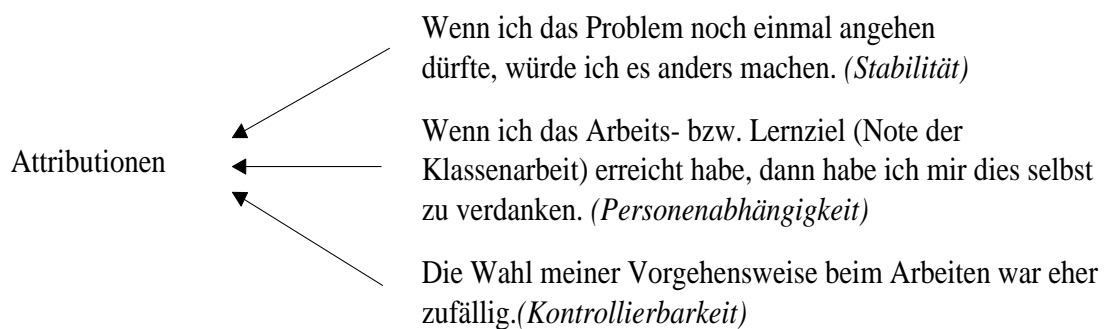 Wenn ich das Problem noch einmal angehen
dürfte, würde ich es anders machen. (Stabilität)
Attributionen
Wenn ich das Arbeits- bzw. Lernziel (Note der
Klassenarbeit) erreicht habe, dann habe ich mir dies selbst
zu verdanken. (Personenabhängigkeit)
Die Wahl meiner Vorgehensweise beim Arbeiten war eher
zufällig.(Kontrollierbarkeit)